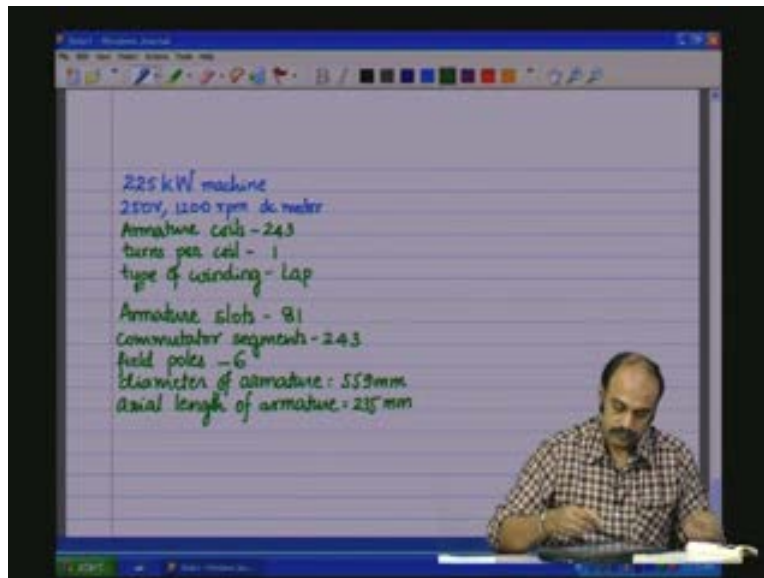 225 kW machine
250V, 1200 rpm dc motor
Armature coils - 243
turns per coil - 1
type of winding - Lap
Armature slots - 81
commutator segments - 243
field poles - 6
diameter of armature = 559mm
axial length of armature = 235 mm